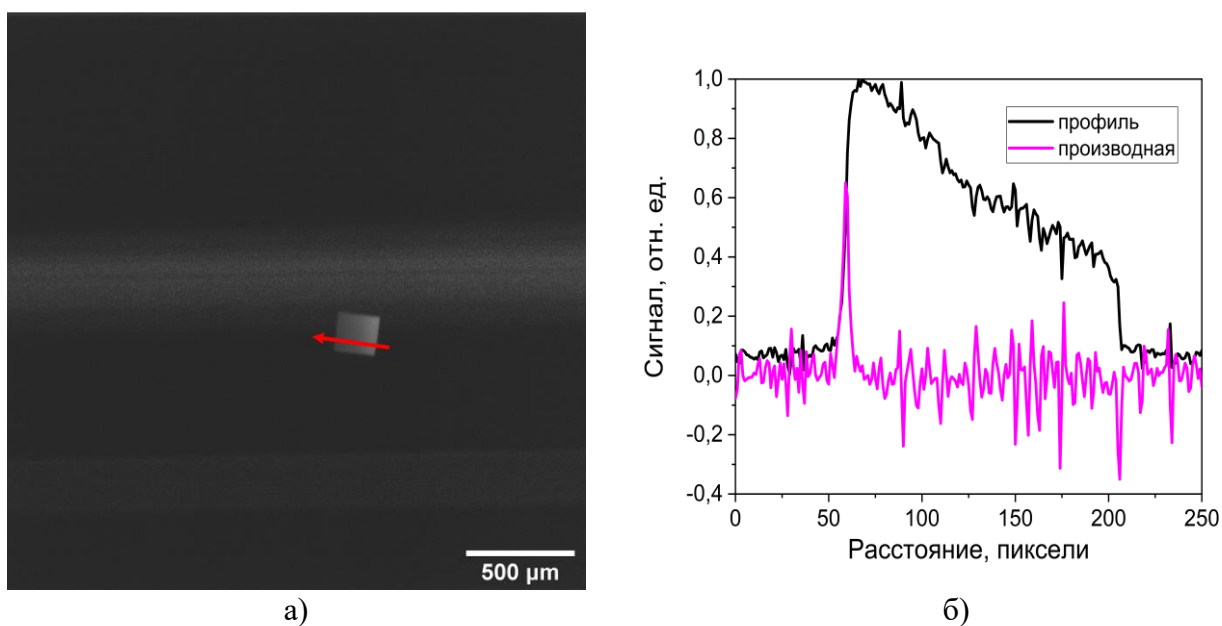 500 µm
а)
1,0
0,8
0,6
0,4
0,2
0,0
-0,2
-0,4
0
50
100
150
200
250
Сигнал, отн. ед.
Расстояние, пиксели
профиль
производная
б)